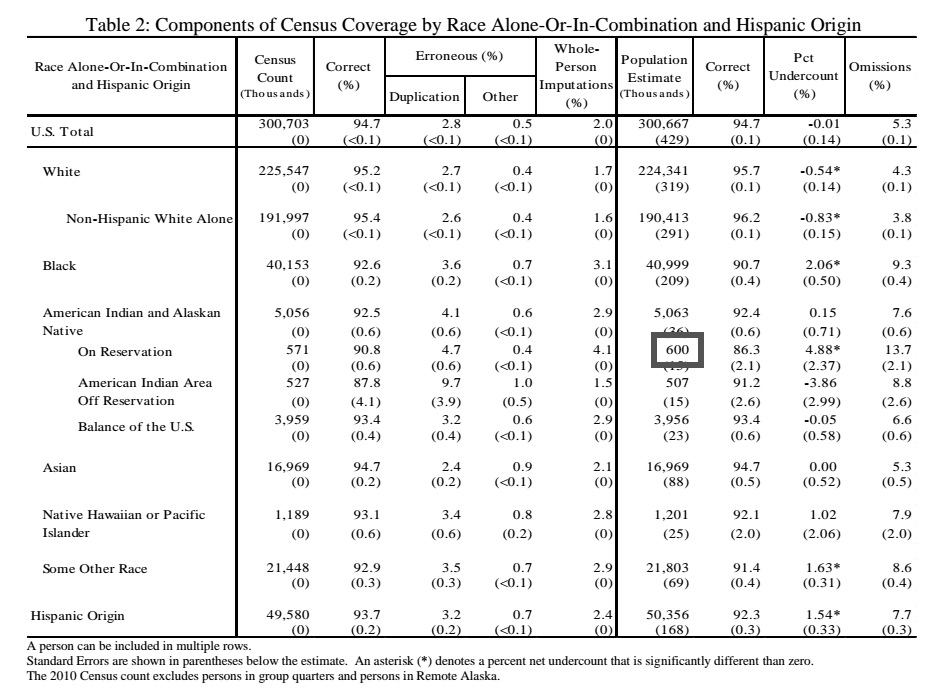 Table 2: Components of Census Coverage by Race Alone-Or-In-Combination and Hispanic Origin
Race Alone-Or-In-Combination and Hispanic Origin Census Count (Thousands) Correct (%) Erroneous (%) Duplication Other Whole-Person Imputations (%) Population Estimate (Thousands) Correct (%) Pct Undercount (%) Omissions (%)
U.S. Total 300,703 94.7 2.8 0.5 2.0 300,667 94.7 -0.01 5.3
(0) (<0.1) (<0.1) (<0.1) (0) (429) (0.1) (0.14) (0.1)
White 225,547 95.2 2.7 0.4 1.7 224,341 95.7 -0.54* 4.3
(0) (<0.1) (<0.1) (<0.1) (0) (319) (0.1) (0.14) (0.1)
Non-Hispanic White Alone 191,997 95.4 2.6 0.4 1.6 190,413 96.2 -0.83* 3.8
(0) (<0.1) (<0.1) (<0.1) (0) (291) (0.1) (0.15) (0.1)
Black 40,153 92.6 3.6 0.7 3.1 40,999 90.7 2.06* 9.3
(0) (0.2) (0.2) (<0.1) (0) (209) (0.4) (0.50) (0.4)
American Indian and Alaskan 5,056 92.5 4.1 0.6 2.9 5,063 92.4 0.15 7.6
Native (0) (0.6) (0.6) (<0.1) (0) (36) (0.6) (0.71) (0.6)
On Reservation 571 90.8 4.7 0.4 4.1 600 86.3 4.88* 13.7
(0) (0.6) (0.6) (<0.1) (0) (2.1) (2.37) (2.1)
American Indian Area 527 87.8 9.7 1.0 1.5 507 91.2 -3.86 8.8
Off Reservation (0) (4.1) (3.9) (0.5) (0) (15) (2.6) (2.99) (2.6)
Balance of the U.S. 3,959 93.4 3.2 0.6 2.9 3,956 93.4 -0.05 6.6
(0) (0.4) (0.4) (<0.1) (0) (23) (0.6) (0.58) (0.6)
Asian 16,969 94.7 2.4 0.9 2.1 16,969 94.7 0.00 5.3
(0) (0.2) (0.2) (<0.1) (0) (88) (0.5) (0.52) (0.5)
Native Hawaiian or Pacific 1,189 93.1 3.4 0.8 2.8 1,201 92.1 1.02 7.9
Islander (0) (0.6) (0.6) (0.2) (0) (25) (2.0) (2.06) (2.0)
Some Other Race 21,448 92.9 3.5 0.7 2.9 21,803 91.4 1.63* 8.6
(0) (0.3) (0.3) (<0.1) (0) (69) (0.4) (0.31) (0.4)
Hispanic Origin 49,580 93.7 3.2 0.7 2.4 50,356 92.3 1.54* 7.7
(0) (0.2) (0.2) (<0.1) (0) (168) (0.3) (0.33) (0.3)
A person can be included in multiple rows.
Standard Errors are shown in parentheses below the estimate. An asterisk (*) denotes a percent net undercount that is significantly different than zero.
The 2010 Census count excludes persons in group quarters and persons in Remote Alaska.